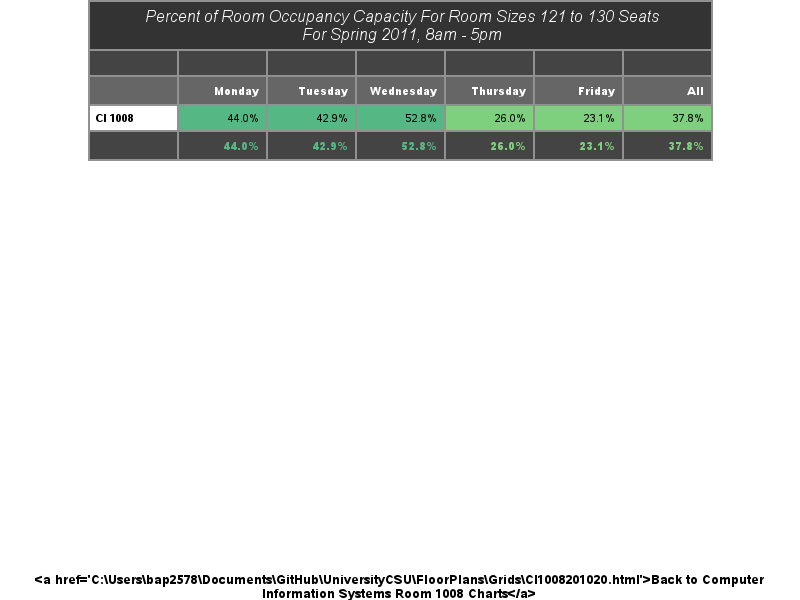 Percent of Room Occupancy Capacity For Room Sizes 121 to 130 Seats
For Spring 2011, 8am - 5pm
Monday Tuesday Wednesday Thursday Friday All
CI 1008 44.0% 42.9% 52.8% 26.0% 23.1% 37.8%
44.0% 42.9% 52.8% 26.0% 23.1% 37.8%
<a href='C:\Users\bap2578\Documents\GitHub\UniversityCSU\FloorPlans\Grids\CI1008201020.html'>Back to Computer
Information Systems Room 1008 Charts</a>